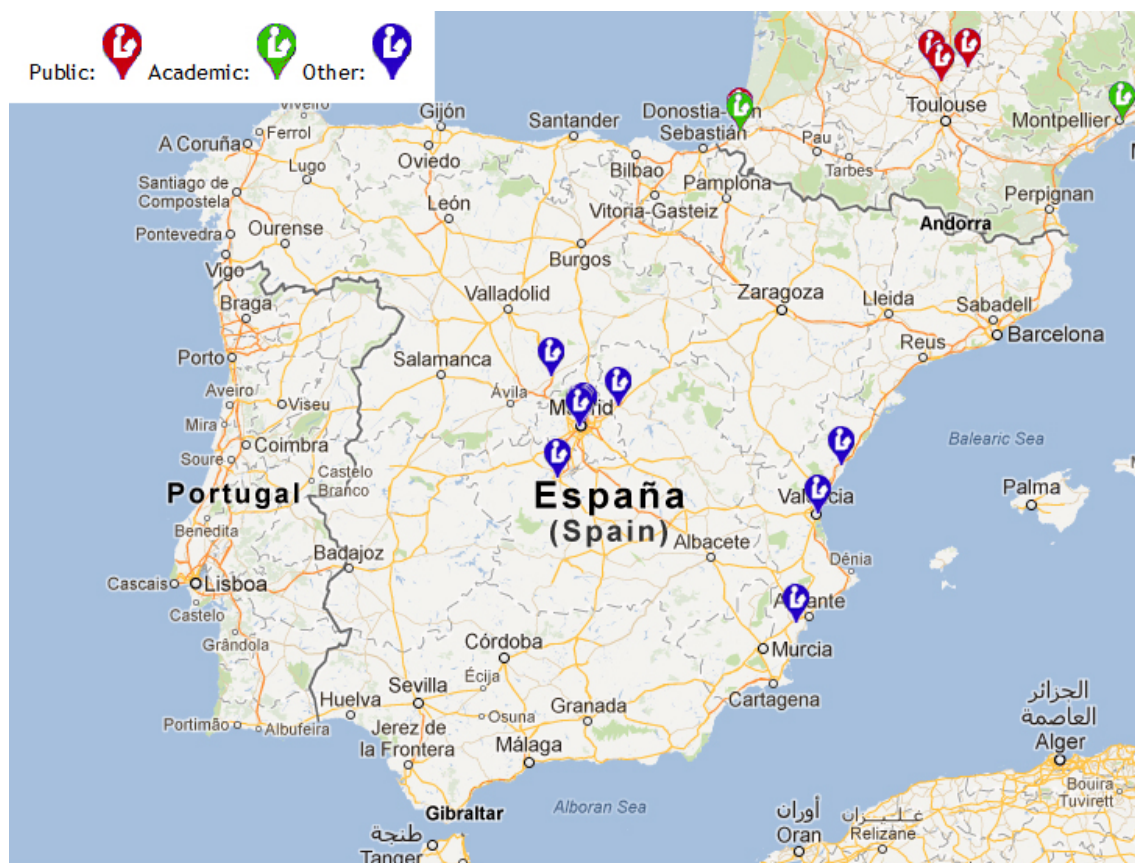 Public: Academic: Other:
Viveiro
Gijón
Santander
Donostia-
Sebastián
Ferrol
A Coruña
Oviedo
Bilbao
Toulouse
Montpellier
Pau
Tarbes
Lugo
Santiago de
Compostela
León
Vitoria-Gasteiz
Pamplona
Perpignan
Andorra
Pontevedra
Ourense
Burgos
Vigo
Braga
Valladolid
Zaragoza
Lleida
Sabadell
Barcelona
Porto
Salamanca
Reus
Aveiro
Viseu
Ávila
Madrid
Mira
Coimbra
Soure
Castelo
Branco
Balearic Sea
Portugal
España
(Spain)
Valencia
Palma
Benedita
Badajoz
Albacete
Dénia
Cascais
Lisboa
Castelo
Alicante
Grândola
Córdoba
Murcia
Écija
Sevilla
Cartagena
Huelva
Osuna
Granada
Portimão
Albufeira
Jerez de
la Frontera
Málaga
الجزائر
العاصمة
Alger
Bouira
Tuvirett
Gibraltar
Alboran Sea
أوران
Oran
غليزان
Relizane
طنجة
Tanger